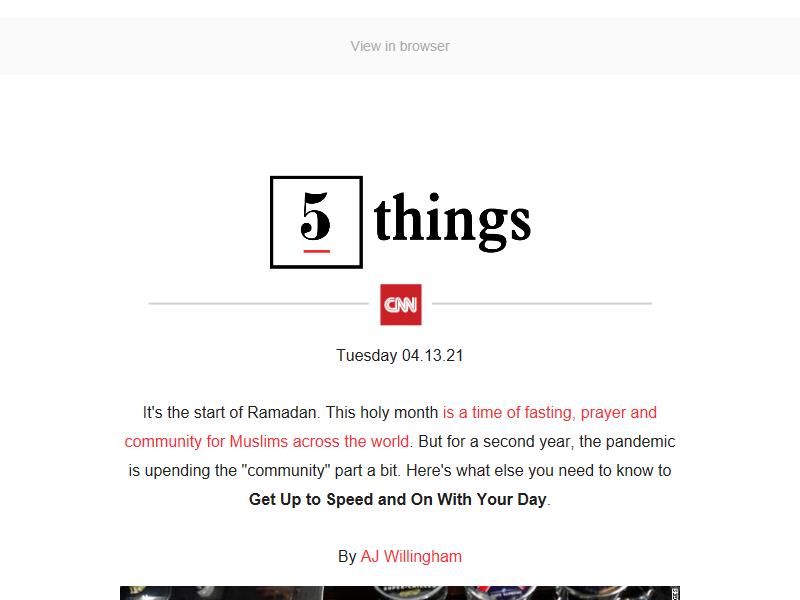 View in browser
5 things
CNN
Tuesday 04.13.21
It's the start of Ramadan. This holy month is a time of fasting, prayer and
community for Muslims across the world. But for a second year, the pandemic
is upending the "community" part a bit. Here's what else you need to know to
Get Up to Speed and On With Your Day.
By AJ Willingham